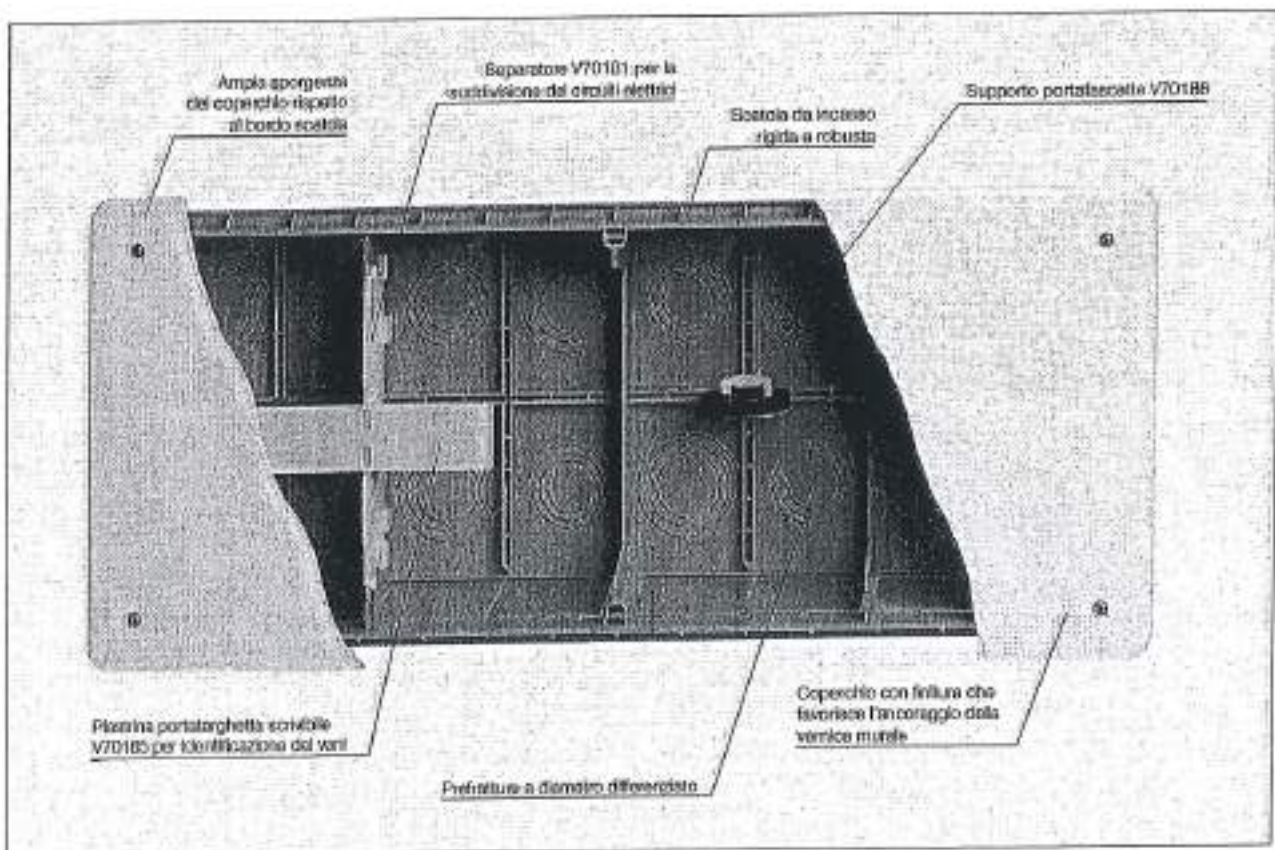 Ampia sporgenza
del coperchio rispetto
al bordo scatola
Separatore V70181 per la
suddivisione dei circuiti elettrici
Scatola da incasso
rigida e robusta
Supporto portafascette V70188
Piastrina portatarghetta scrivibile
V70185 per identificazione dei vani
Prefratture a diametro differenziato
Coperchio con finitura che
favorisce l'ancoraggio della
vernice murale